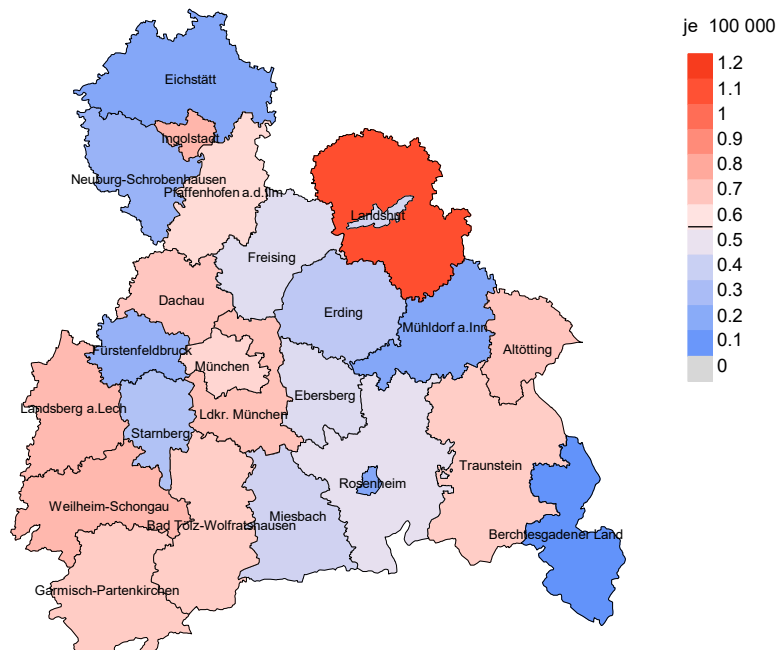 je 100 000
1.2
1.1
1
0.9
0.8
0.7
0.6
0.5
0.4
0.3
0.2
0.1
0
Eichstätt
Ingolstadt
Neuburg-Schrobenhausen
Pfaffenhofen a.d.Ilm
Landshut
Freising
Dachau
Erding
Mühldorf a.Inn
Altötting
Fürstenfeldbruck
München
Ebersberg
Landsberg a.Lech
Ldkr. München
Starnberg
Traunstein
Rosenheim
Weilheim-Schongau
Miesbach
Bad Tölz-Wolfratshausen
Berchtesgadener Land
Garmisch-Partenkirchen